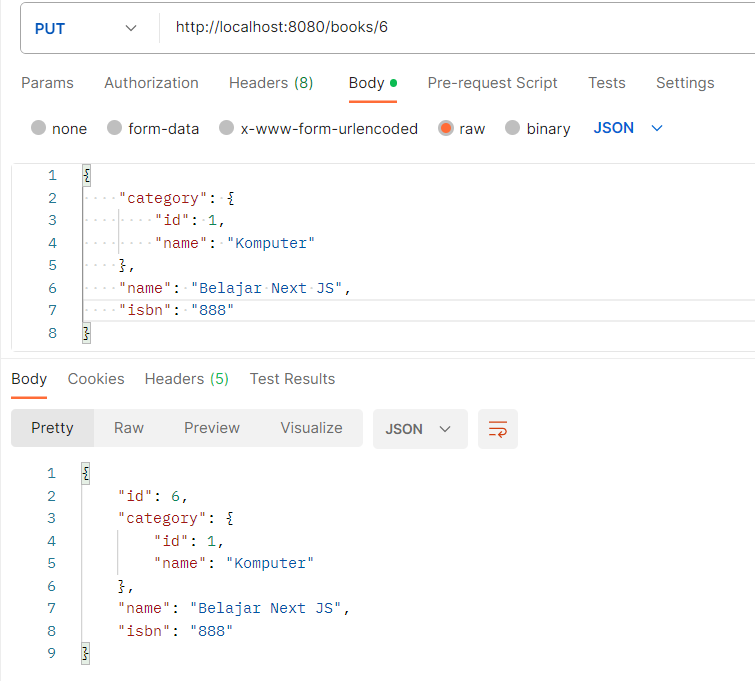 PUT http://localhost:8080/books/6
Params Authorization Headers (8) Body Pre-request Script Tests Settings
none form-data x-www-form-urlencoded raw binary JSON
1 {
2 "category": {
3 "id": 1,
4 "name": "Komputer"
5 },
6 "name": "Belajar Next JS",
7 "isbn": "888"
8 }
Body Cookies Headers (5) Test Results
Pretty Raw Preview Visualize JSON
1 {
2 "id": 6,
3 "category": {
4 "id": 1,
5 "name": "Komputer"
6 },
7 "name": "Belajar Next JS",
8 "isbn": "888"
9 }